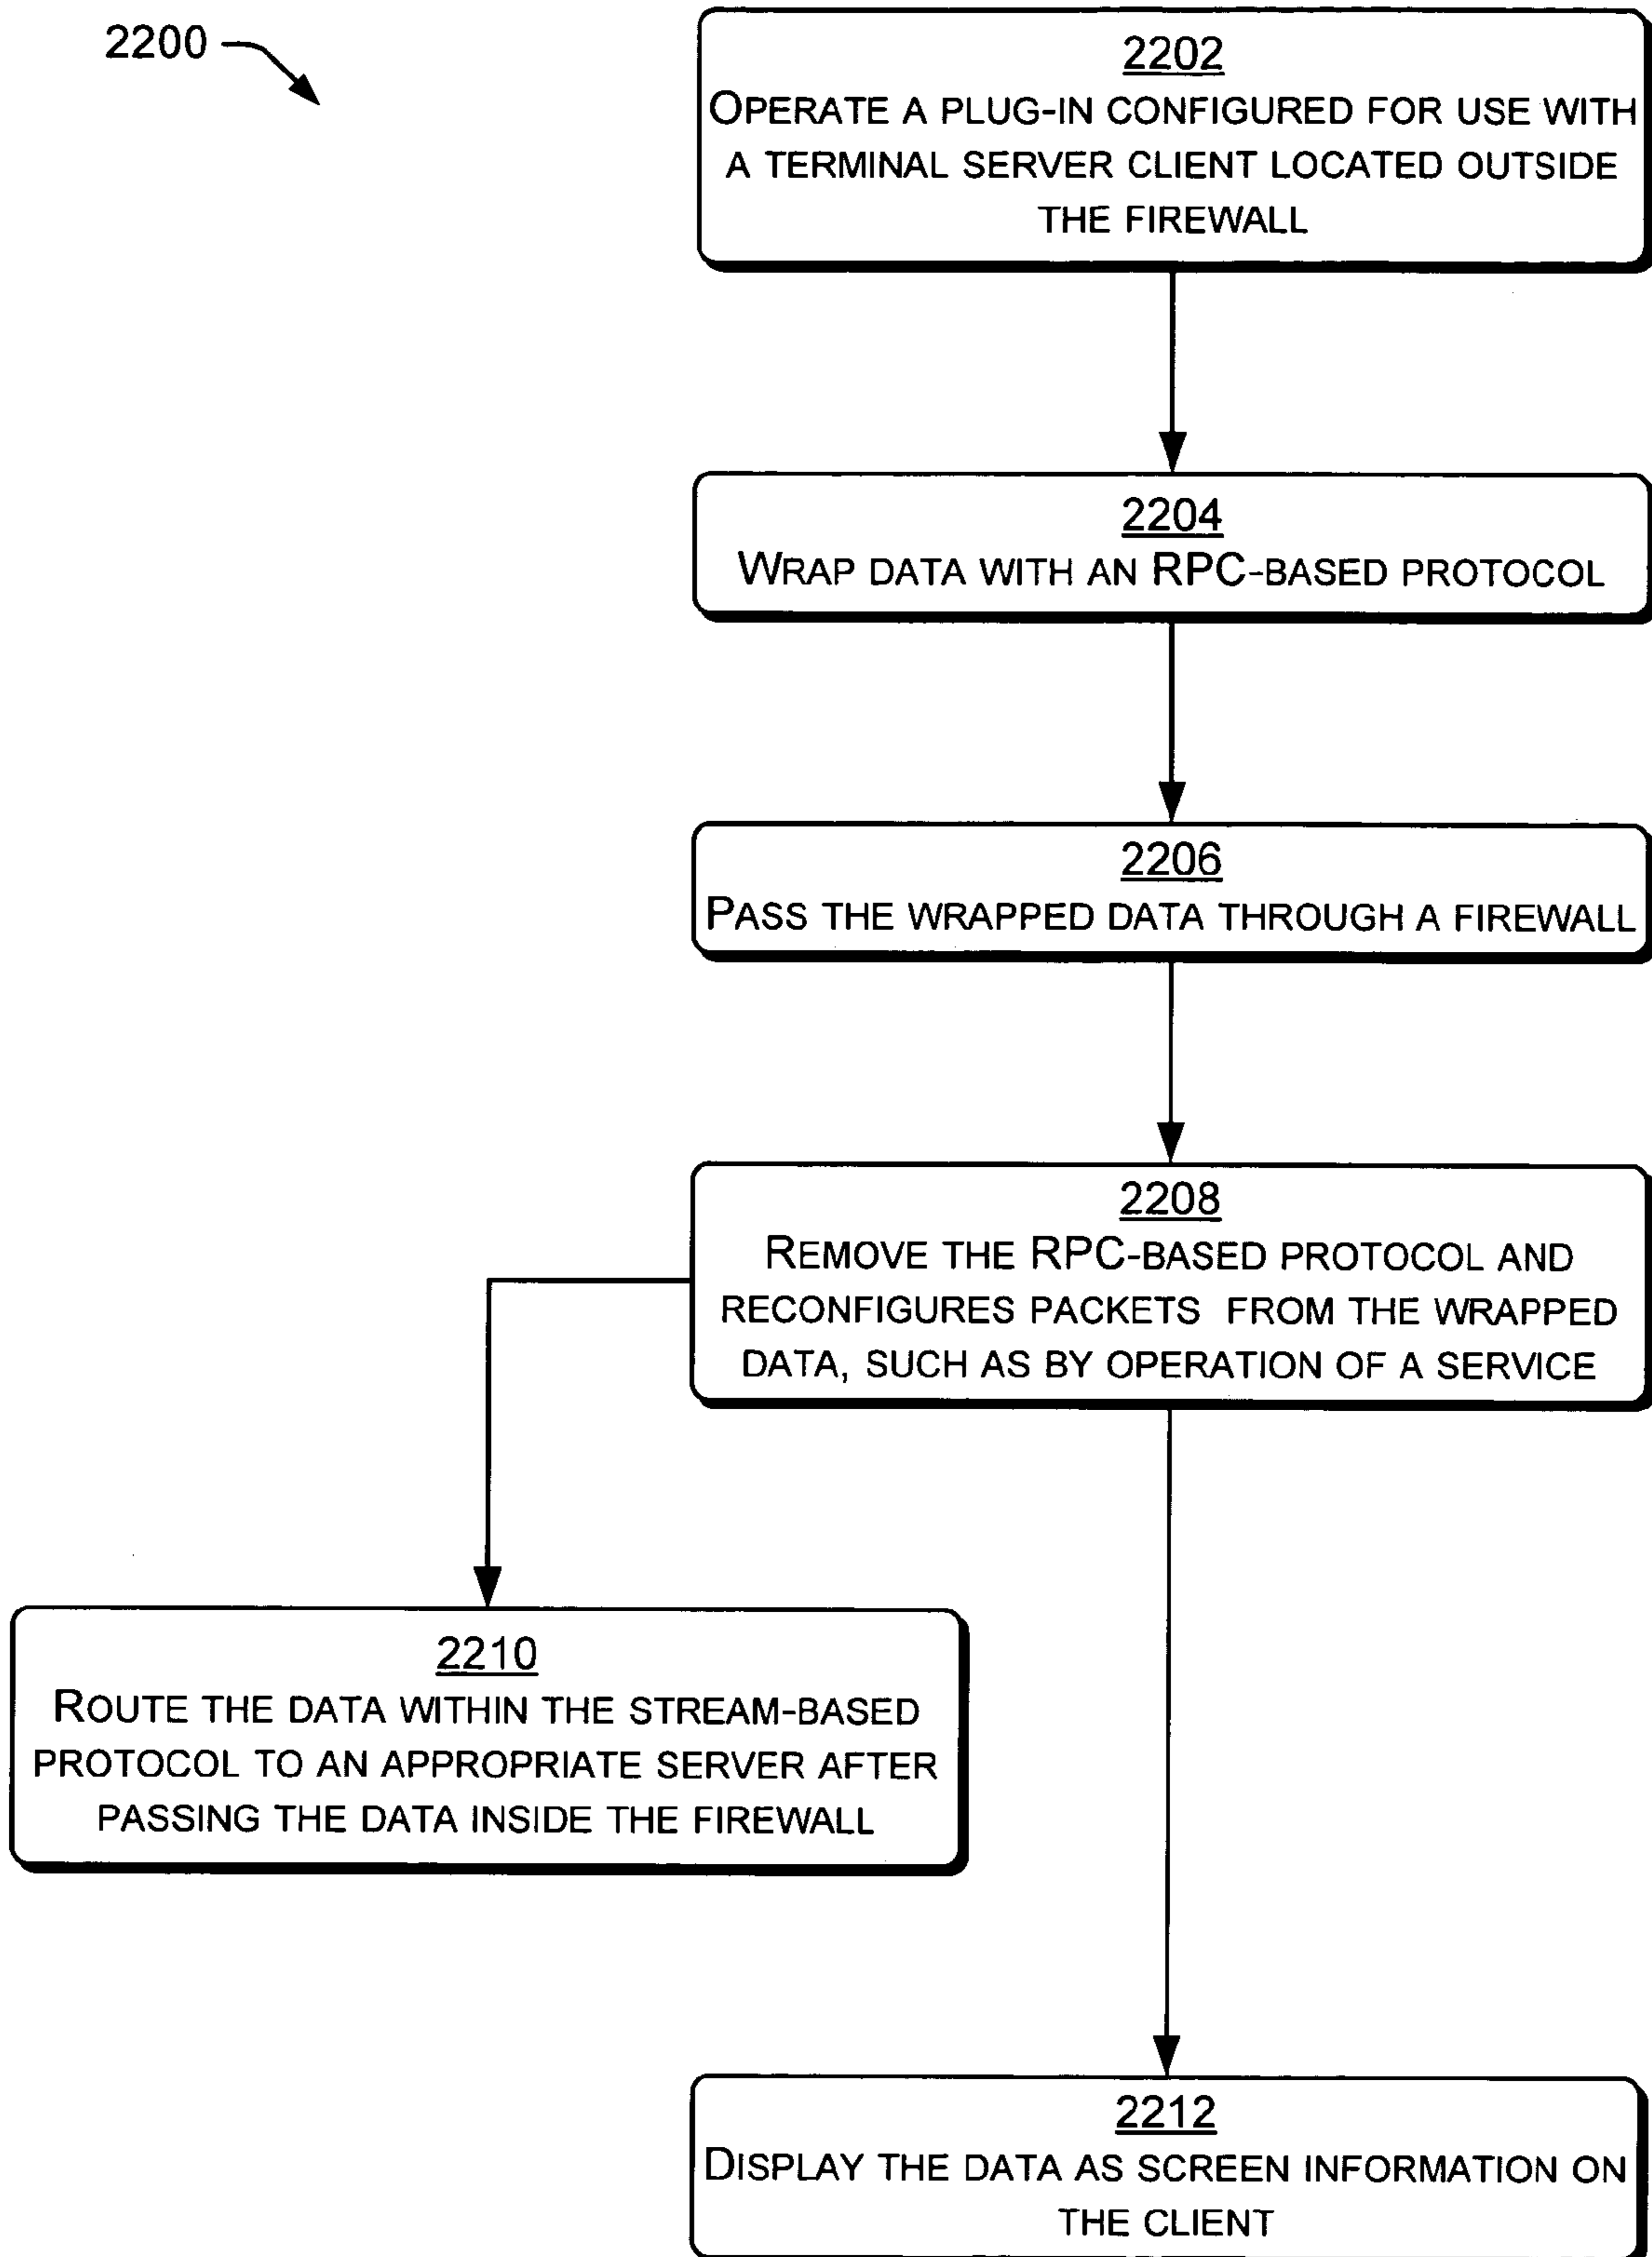 2200
2202
OPERATE A PLUG-IN CONFIGURED FOR USE WITH
A TERMINAL SERVER CLIENT LOCATED OUTSIDE
THE FIREWALL
2204
WRAP DATA WITH AN RPC-BASED PROTOCOL
2206
PASS THE WRAPPED DATA THROUGH A FIREWALL
2208
REMOVE THE RPC-BASED PROTOCOL AND
RECONFIGURES PACKETS FROM THE WRAPPED
DATA, SUCH AS BY OPERATION OF A SERVICE
2210
ROUTE THE DATA WITHIN THE STREAM-BASED
PROTOCOL TO AN APPROPRIATE SERVER AFTER
PASSING THE DATA INSIDE THE FIREWALL
2212
DISPLAY THE DATA AS SCREEN INFORMATION ON
THE CLIENT